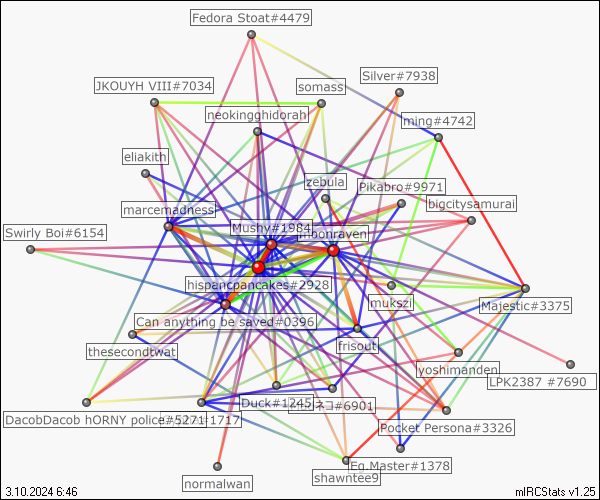 Fedora Stoat#4479
Silver#7938
JKOUYH VIII#7034
somass
neokingghidorah
ming#4742
eliakith
zebula
Pikabro#9971
bigcitysamurai
marcemadness
Mushy#1984
moonraven
Swirly Boi#6154
hispancpancakes#2928
mukszi
Majestic#3375
Can anything be saved#0396
frisouti
thesecondtwat
yoshimanden
LPK2387 #7690
Duck#1245
ネコ#6901
DacobDacob hORNY police#5271
#1717
Pocket Persona#3326
Eg.Master#1378
shawntee9
normalwan
3.10.2024 6:46
mIRCStats v1.25